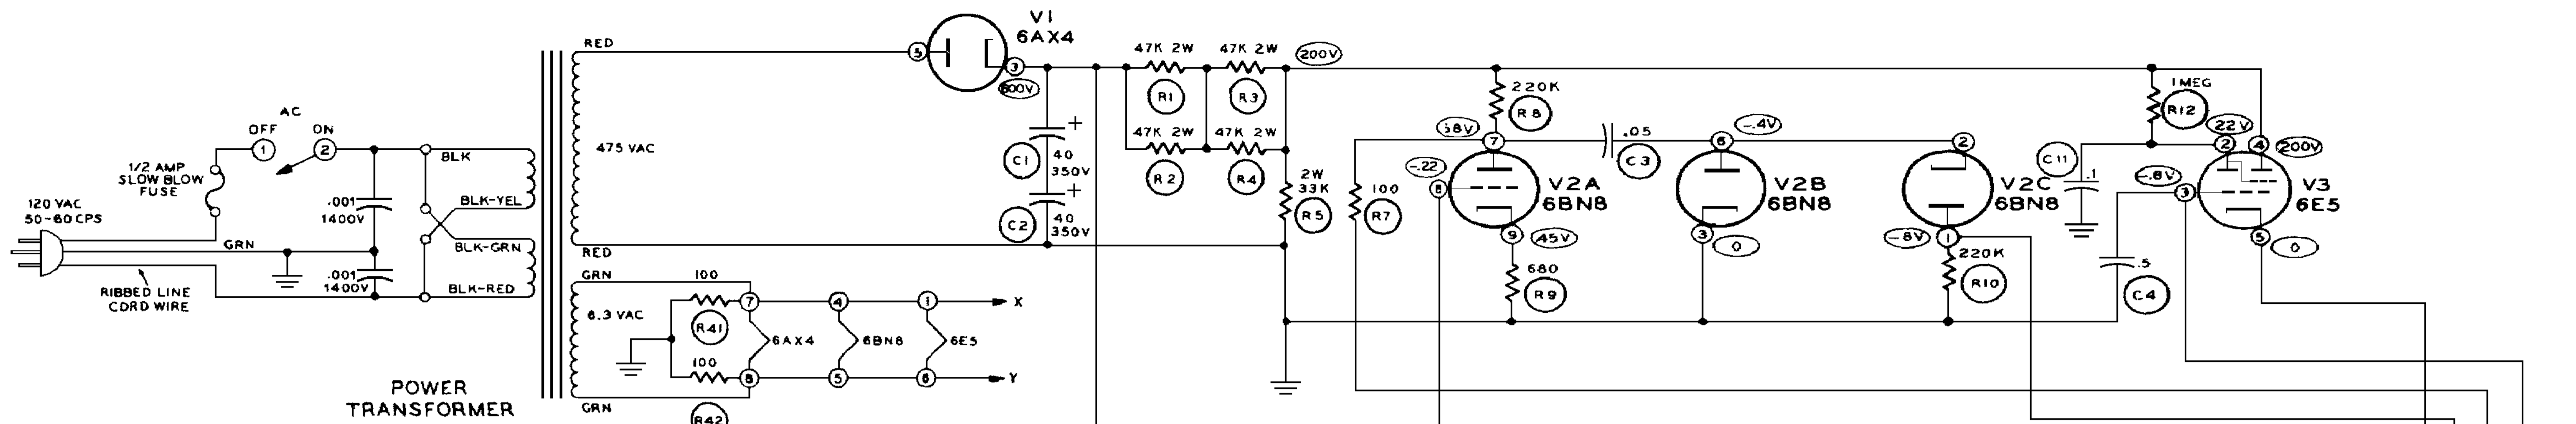 120 VAC
50-60 CPS
1/2 AMP
SLOW BLOW
FUSE
RIBBED LINE
CORD WIRE
GRN
AC
OFF
ON
1
2
.001
1400V
.001
1400V
BLK
BLK-YEL
BLK-GRN
BLK-RED
POWER
TRANSFORMER
RED
475 VAC
RED
GRN
6.3 VAC
GRN
100
R41
100
R42
7
8
6AX4
4
5
6BN8
1
6
6E5
X
Y
V1
6AX4
5
3
C1
40
350V
C2
40
350V
47K 2W
R1
47K 2W
R3
47K 2W
R2
47K 2W
R4
200V
2W
33K
R5
100
R7
220K
R8
7
-.22
8
V2A
6BN8
9
.45V
680
R9
.05
C3
-.4V
6
V2B
6BN8
3
0
2
V2C
6BN8
-8V
1
220K
R10
1MEG
R12
22V
2
4
200V
C11
.1
3
V3
6E5
5
0
.5
C4